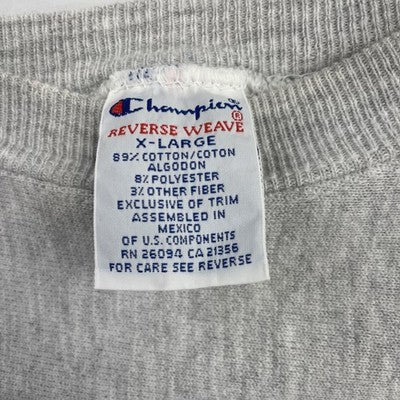 Champion
REVERSE WEAVE®
X-LARGE
89% COTTON/COTON
ALGODON
8% POLYESTER
3% OTHER FIBER
EXCLUSIVE OF TRIM
ASSEMBLED IN
MEXICO
OF U.S. COMPONENTS
RN 26094 CA 21356
FOR CARE SEE REVERSE